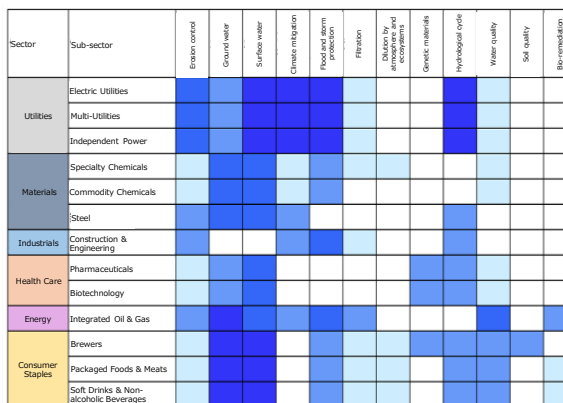 Sector
Sub-sector
Erosion control
Ground water
Surface water
Climate mitigation
Flood and storm
protection
Filtration
Dilution by
atmosphere and
ecosystems
Genetic materials
Hydrological cycle
Water quality
Soil quality
Bio-remediation
Utilities
Electric Utilities
Multi-Utilities
Independent Power
Materials
Specialty Chemicals
Commodity Chemicals
Steel
Industrials
Construction &
Engineering
Health Care
Pharmaceuticals
Biotechnology
Energy
Integrated Oil & Gas
Consumer
Staples
Brewers
Packaged Foods & Meats
Soft Drinks & Non-
alcoholic Beverages